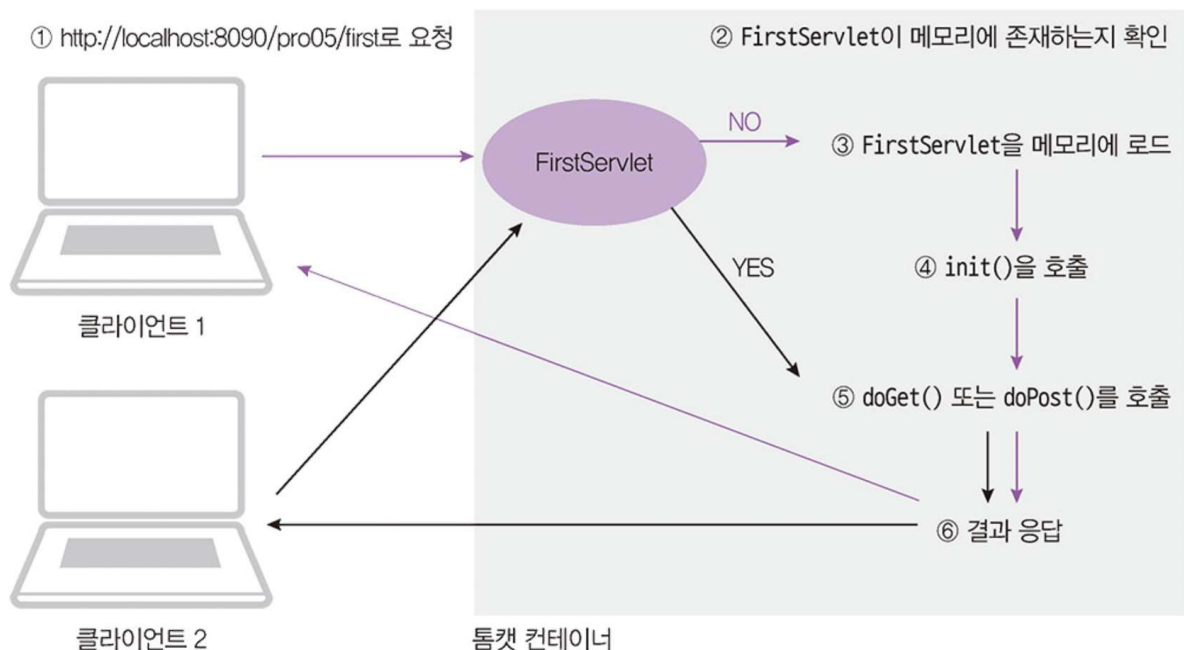 ① http://localhost:8090/pro05/first로 요청
② FirstServlet이 메모리에 존재하는지 확인
NO
FirstServlet
③ FirstServlet을 메모리에 로드
YES
④ init()을 호출
클라이언트 1
⑤ doGet() 또는 doPost()를 호출
⑥ 결과 응답
클라이언트 2
톰캣 컨테이너